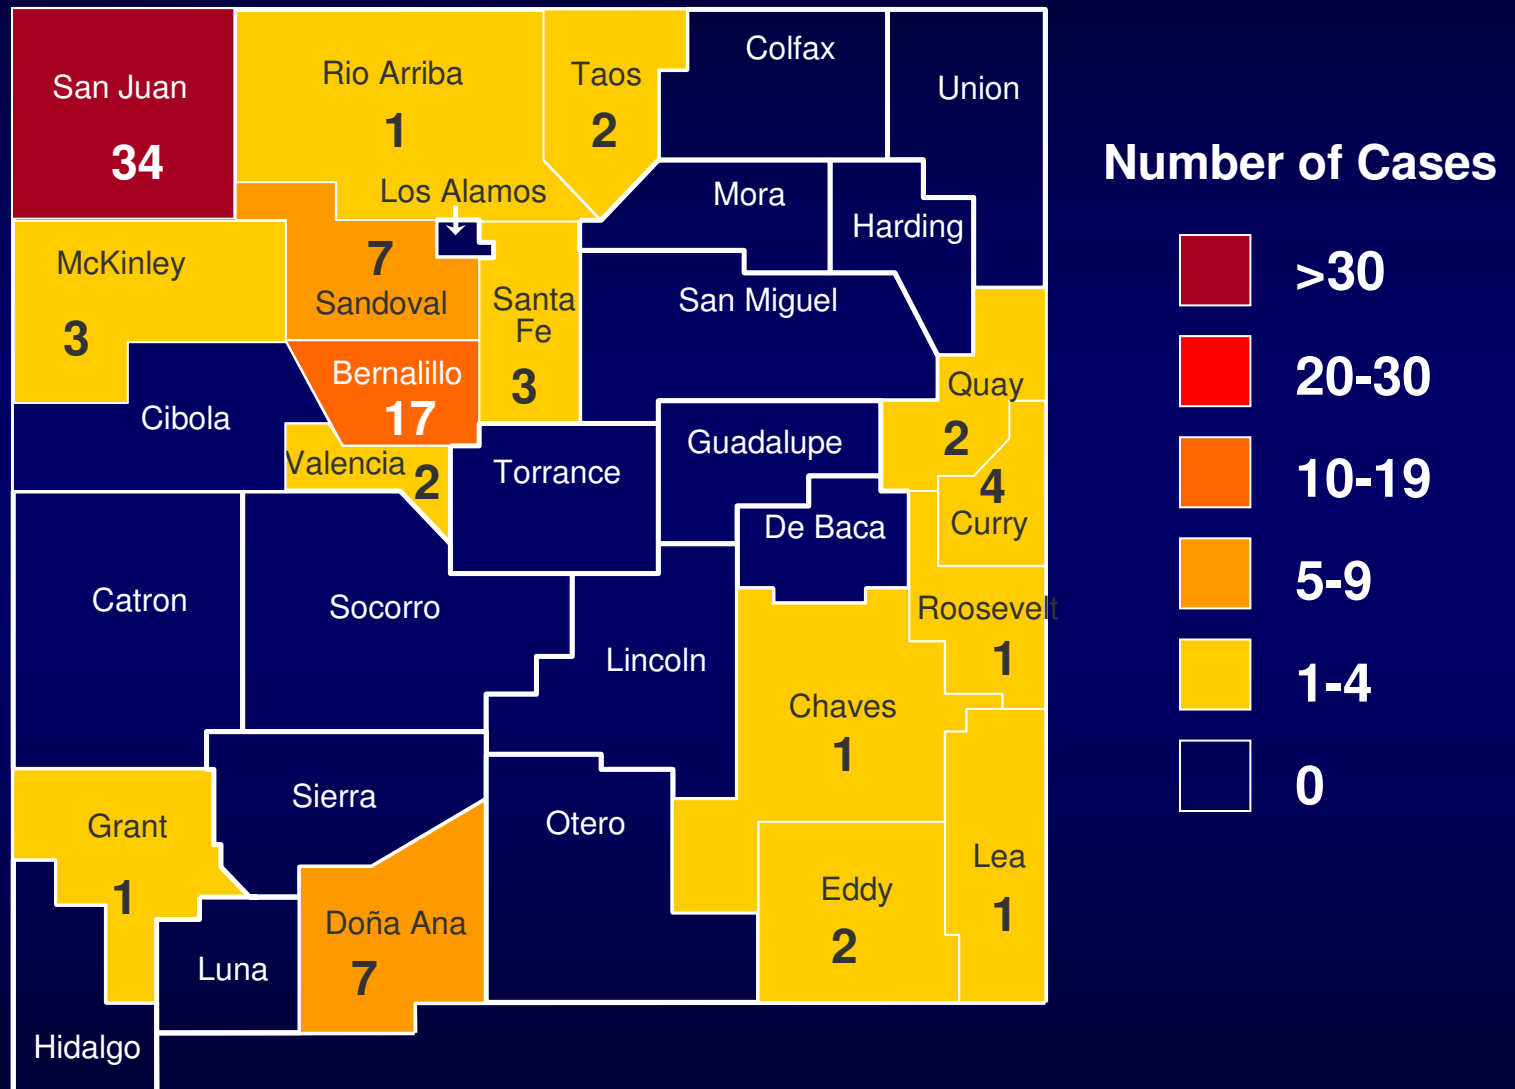 Colfax
Rio Arriba
Taos
San Juan
Union
1
2
34
Los Alamos
Mora
Harding
7
McKinley
Sandoval
Santa
Fe
San Miguel
3
Bernalillo
17
3
Quay
Cibola
2
Guadalupe
Valencia
2
Torrance
4
Curry
De Baca
Catron
Socorro
Roosevelt
1
Lincoln
Chaves
1
Sierra
Grant
1
Otero
Lea
1
Eddy
2
Doña Ana
7
Luna
Hidalgo
Number of Cases
>30
20-30
10-19
5-9
1-4
0